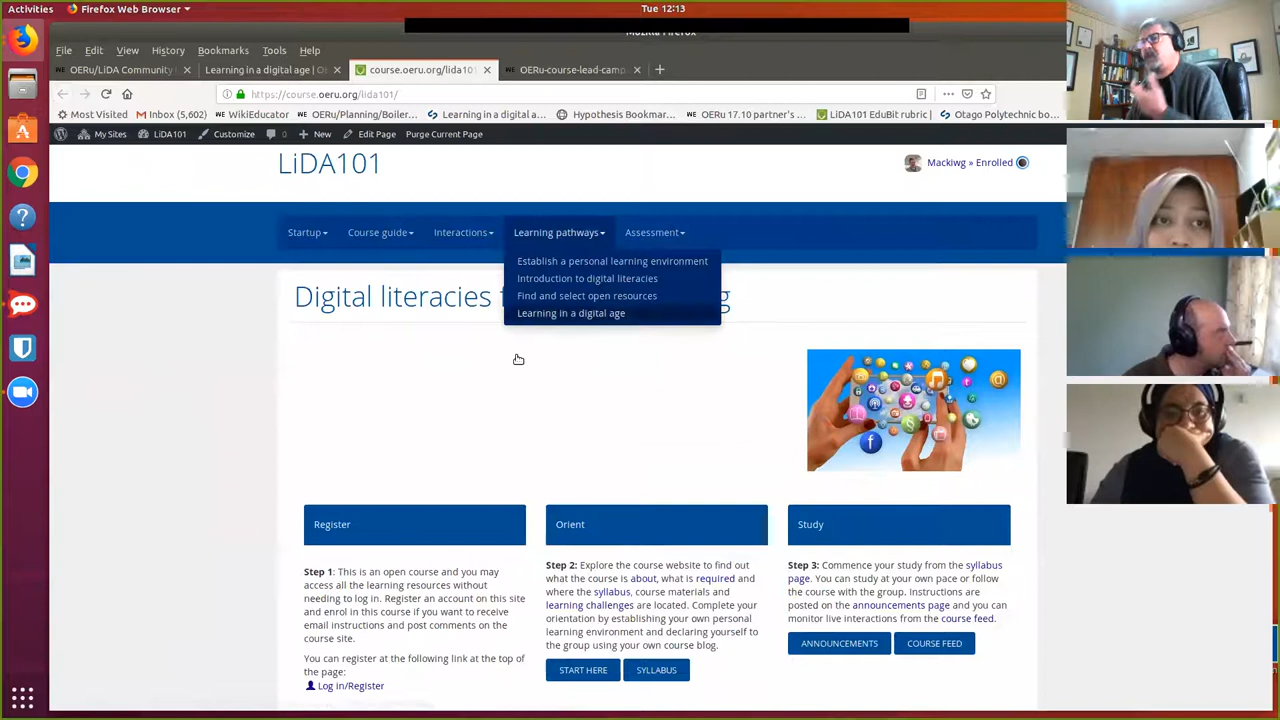 Activities Firefox Web Browser Tue 12:13
Mozilla Firefox
File Edit View History Bookmarks Tools Help
OERu/LiDA Community Learning in a digital age | O course.oeru.org/lida101 OERu-course-lead-camp
https://course.oeru.org/lida101/
Most Visited Inbox (5,602) WikiEducator OERu/Planning/Boiler... Learning in a digital a... Hypothesis Bookmar... OERu 17.10 partner's ... LiDA101 EduBit rubric | Otago Polytechnic bo...
My Sites LiDA101 Customize 0 New Edit Page Purge Current Page
LiDA101
Mackiwg » Enrolled
Startup Course guide Interactions Learning pathways Assessment
Establish a personal learning environment
Introduction to digital literacies
Find and select open resources
Learning in a digital age
Digital literacies
Register
Orient
Study
Step 1: This is an open course and you may
access all the learning resources without
needing to log in. Register an account on this site
and enrol in this course if you want to receive
email instructions and post comments on the
course site.
You can register at the following link at the top of
the page:
Log in/Register
Step 2: Explore the course website to find out
what the course is about, what is required and
where the syllabus, course materials and
learning challenges are located. Complete your
orientation by establishing your own personal
learning environment and declaring yourself to
the group using your own course blog.
START HERE SYLLABUS
Step 3: Commence your study from the syllabus
page. You can study at your own pace or follow
the course with the group. Instructions are
posted on the announcements page and you can
monitor live interactions from the course feed.
ANNOUNCEMENTS COURSE FEED